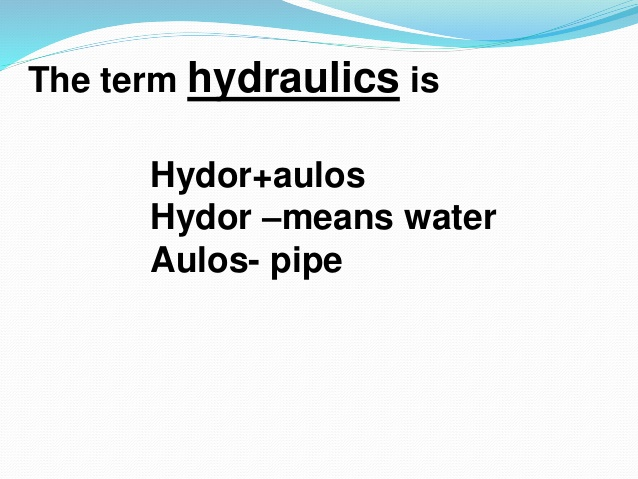 The term hydraulics is
Hydor+aulos
Hydor –means water
Aulos- pipe